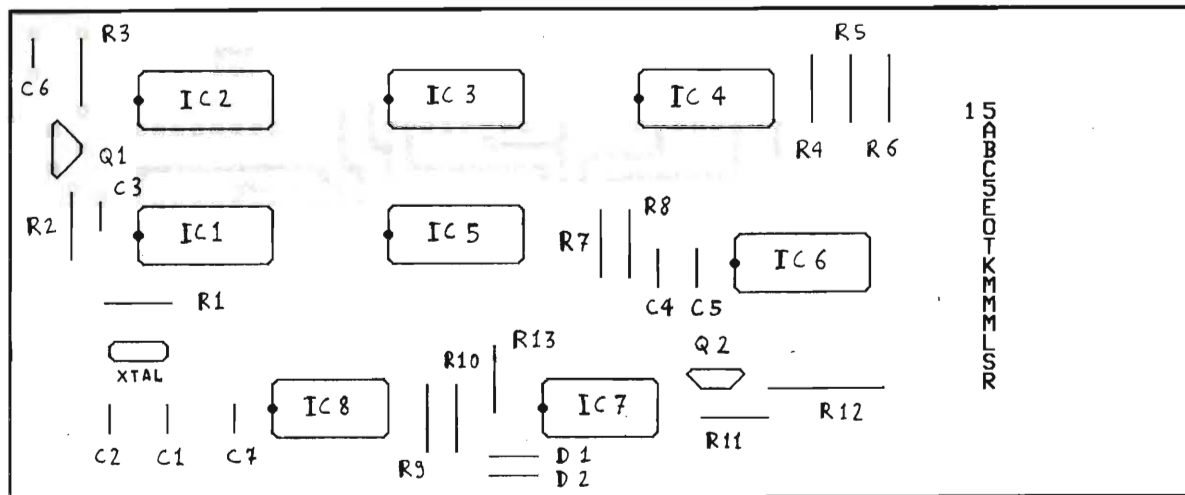 R3
R5
C6
IC2
IC3
IC4
Q1
R4
R6
C3
R2
IC1
IC5
R7
R8
IC6
R1
C4
C5
XTAL
R10
R13
Q2
IC8
IC7
R12
C2
C1
C7
R9
D1
D2
R11
15
A
B
C
5
E
O
T
K
M
M
M
L
S
R